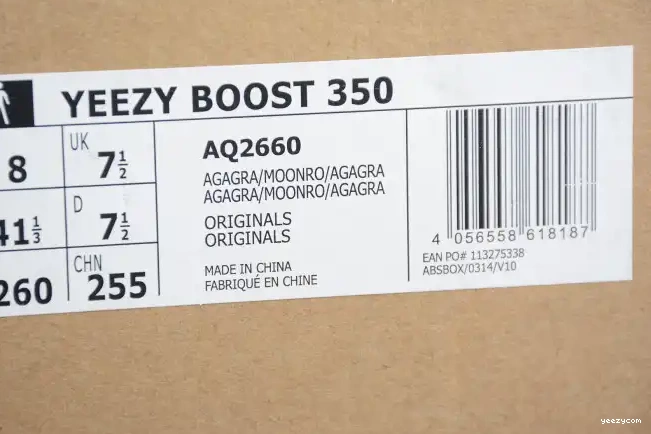 YEEZY BOOST 350
8
UK
7½
41⅓
D
7½
260
CHN
255
AQ2660
AGAGRA/MOONRO/AGAGRA
AGAGRA/MOONRO/AGAGRA
ORIGINALS
ORIGINALS
MADE IN CHINA
FABRIQUÉ EN CHINE
4 056558 618187
EAN PO# 113275338
ABSBOX/0314/V10
yeezycom